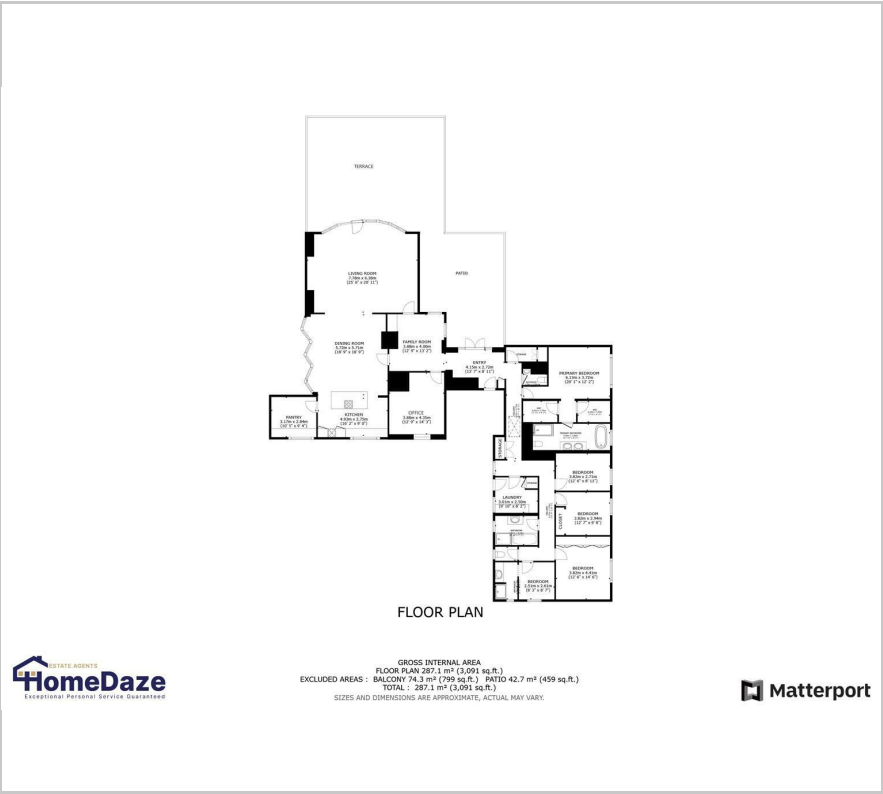 TERRACE
LIVING ROOM
7.78m x 6.38m
(25' 6" x 20' 11")
PATIO
DINING ROOM
5.72m x 5.71m
(18' 9" x 18' 9")
FAMILY ROOM
3.88m x 4.00m
(12' 9" x 13' 2")
ENTRY
4.15m x 2.72m
(13' 7" x 8' 11")
PRIMARY BEDROOM
6.13m x 3.72m
(20' 1" x 12' 2")
OFFICE
3.88m x 4.35m
(12' 9" x 14' 3")
PANTRY
3.17m x 2.84m
(10' 5" x 9' 4")
KITCHEN
4.93m x 2.75m
(16' 2" x 9' 0")
STORAGE
BEDROOM
3.82m x 2.71m
(12' 6" x 8' 11")
LAUNDRY
3.01m x 2.50m
(9' 10" x 8' 2")
CLOSET
BEDROOM
3.83m x 2.94m
(12' 7" x 9' 8")
BEDROOM
3.82m x 4.41m
(12' 6" x 14' 6")
BEDROOM
2.51m x 2.61m
(8' 3" x 8' 7")
FLOOR PLAN
ESTATE AGENTS
HomeDaze
Exceptional Personal Service Guaranteed
GROSS INTERNAL AREA
FLOOR PLAN 287.1 m² (3,091 sq.ft.)
EXCLUDED AREAS : BALCONY 74.3 m² (799 sq.ft.) PATIO 42.7 m² (459 sq.ft.)
TOTAL : 287.1 m² (3,091 sq.ft.)
SIZES AND DIMENSIONS ARE APPROXIMATE, ACTUAL MAY VARY.
Matterport